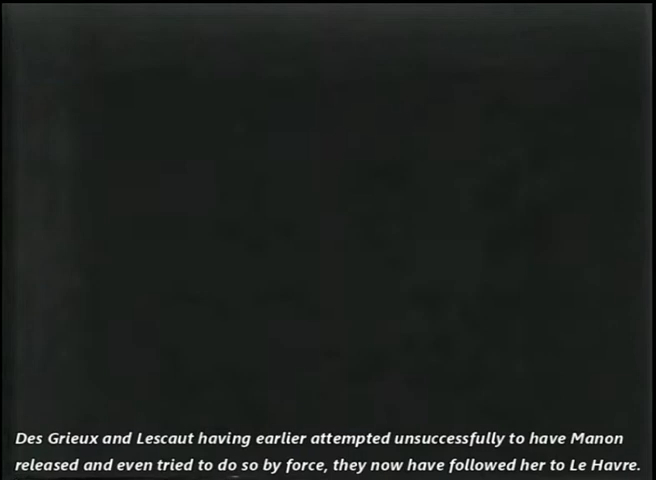 Des Grieux and Lescaut having earlier attempted unsuccessfully to have Manon
released and even tried to do so by force, they now have followed her to Le Havre.